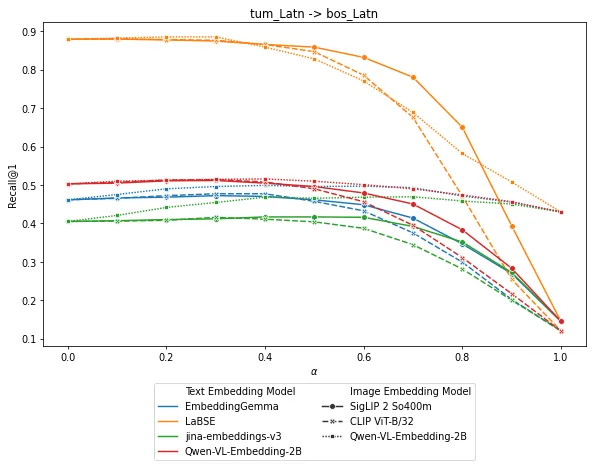 tum_Latn -> bos_Latn
Recall@1
0.9
0.8
0.7
0.6
0.5
0.4
0.3
0.2
0.1
0.0 0.2 0.4 0.6 0.8 1.0
α
Text Embedding Model Image Embedding Model
EmbeddingGemma SigLIP 2 So400m
LaBSE CLIP ViT-B/32
jina-embeddings-v3 Qwen-VL-Embedding-2B
Qwen-VL-Embedding-2B